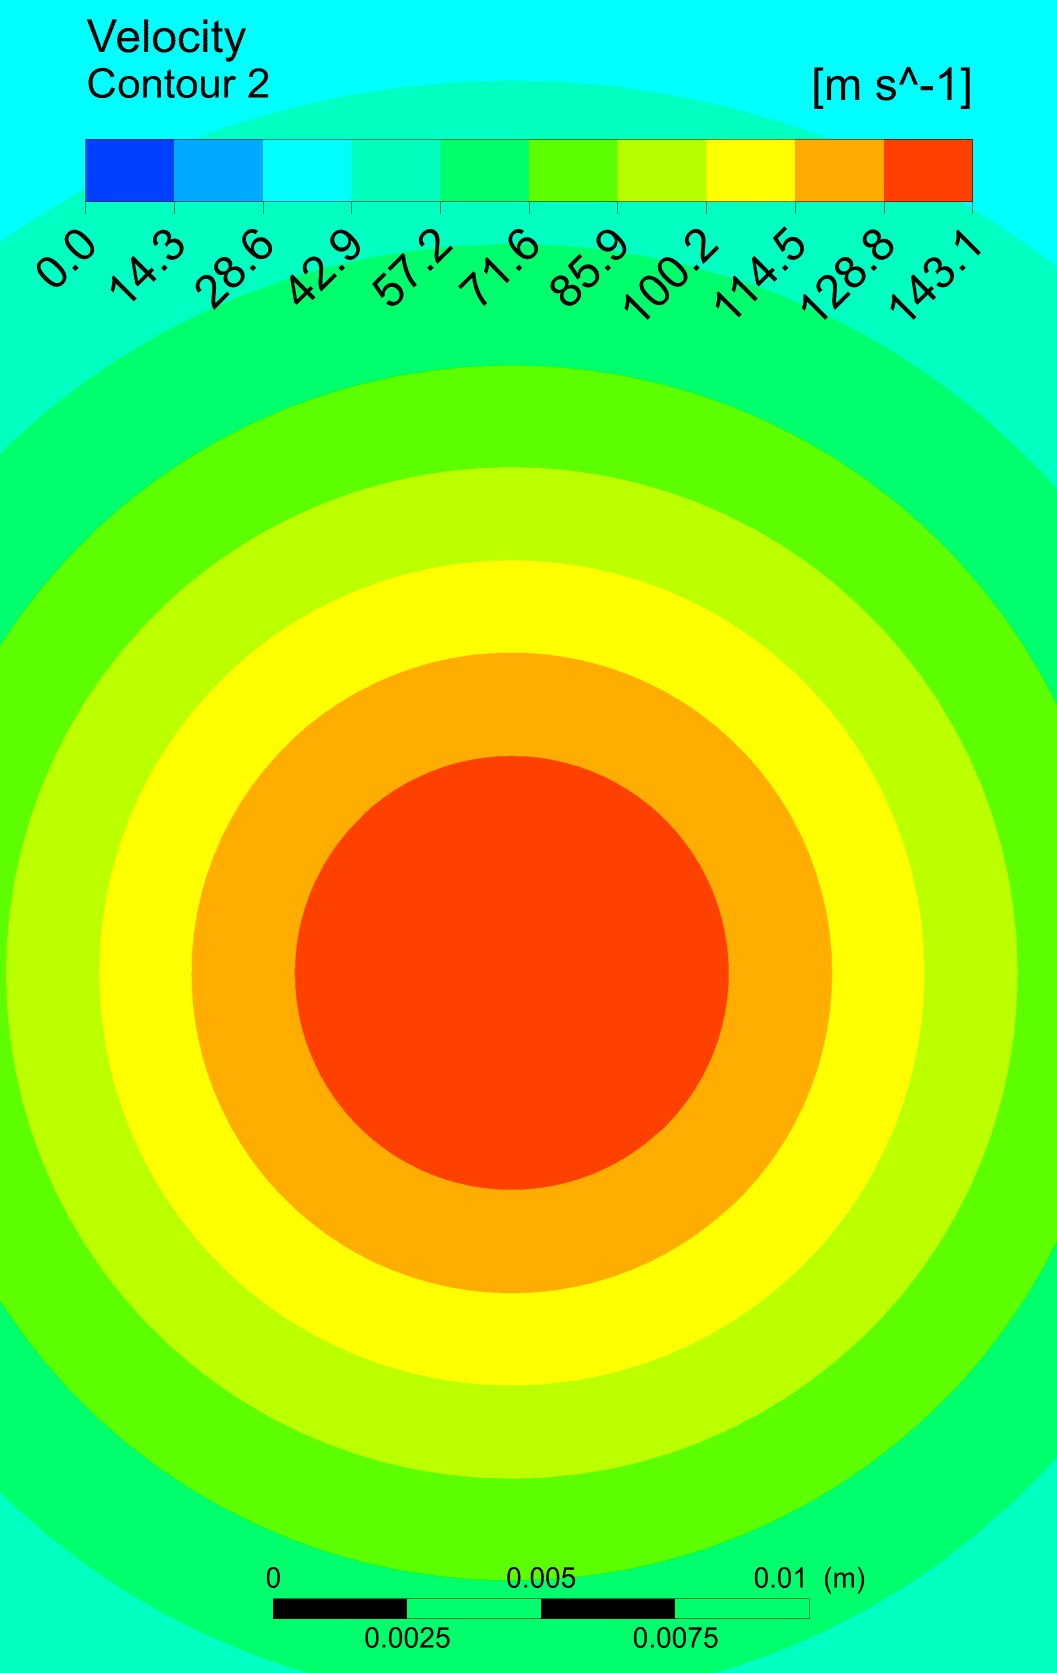 Velocity
Contour 2
[m s^-1]
0.0 14.3 28.6 42.9 57.2 71.6 85.9 100.2 114.5 128.8 143.1
0 0.005 0.01 (m)
0.0025 0.0075